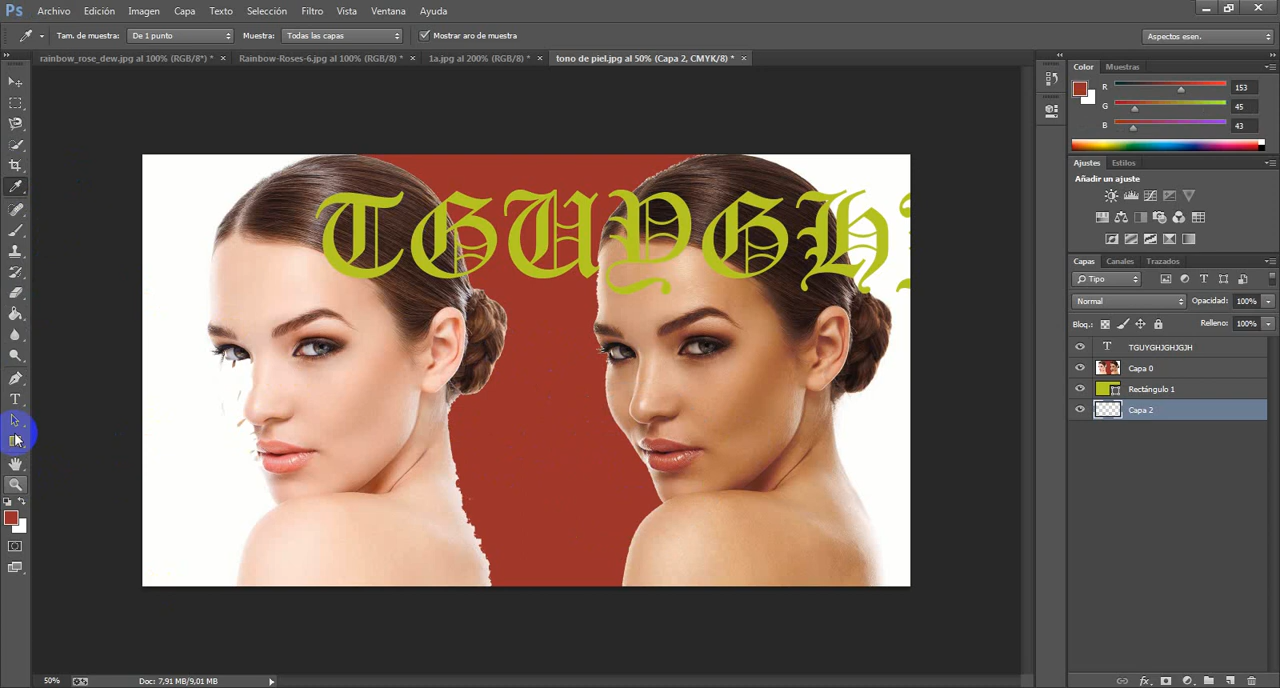 Ps Archivo Edición Imagen Capa Texto Selección Filtro Vista Ventana Ayuda
Tam. de muestra: De 1 punto Muestra: Todas las capas Mostrar aro de muestra Aspectos esen.
rainbow_rose_dew.jpg al 100% (RGB/8*) * × Rainbow-Roses-6.jpg al 100% (RGB/8) * × 1a.jpg al 200% (RGB/8) * × tono de piel.jpg al 50% (Capa 2, CMYK/8) * ×
Color Muestras
R 153
G 45
B 43
Ajustes Estilos
Añadir un ajuste
Capas Canales Trazados
Tipo
Normal Opacidad: 100%
Bloq.: Relleno: 100%
T TGUYGHJGHJGJH
Capa 0
Rectángulo 1
Capa 2
TGUYGH
50% Doc: 7,91 MB/9,01 MB